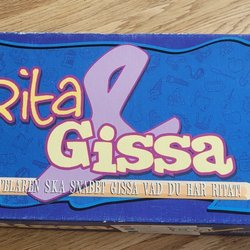 Rita
&
Gissa
SKA SNABBT GISSA VAD DU HAR RITAT!